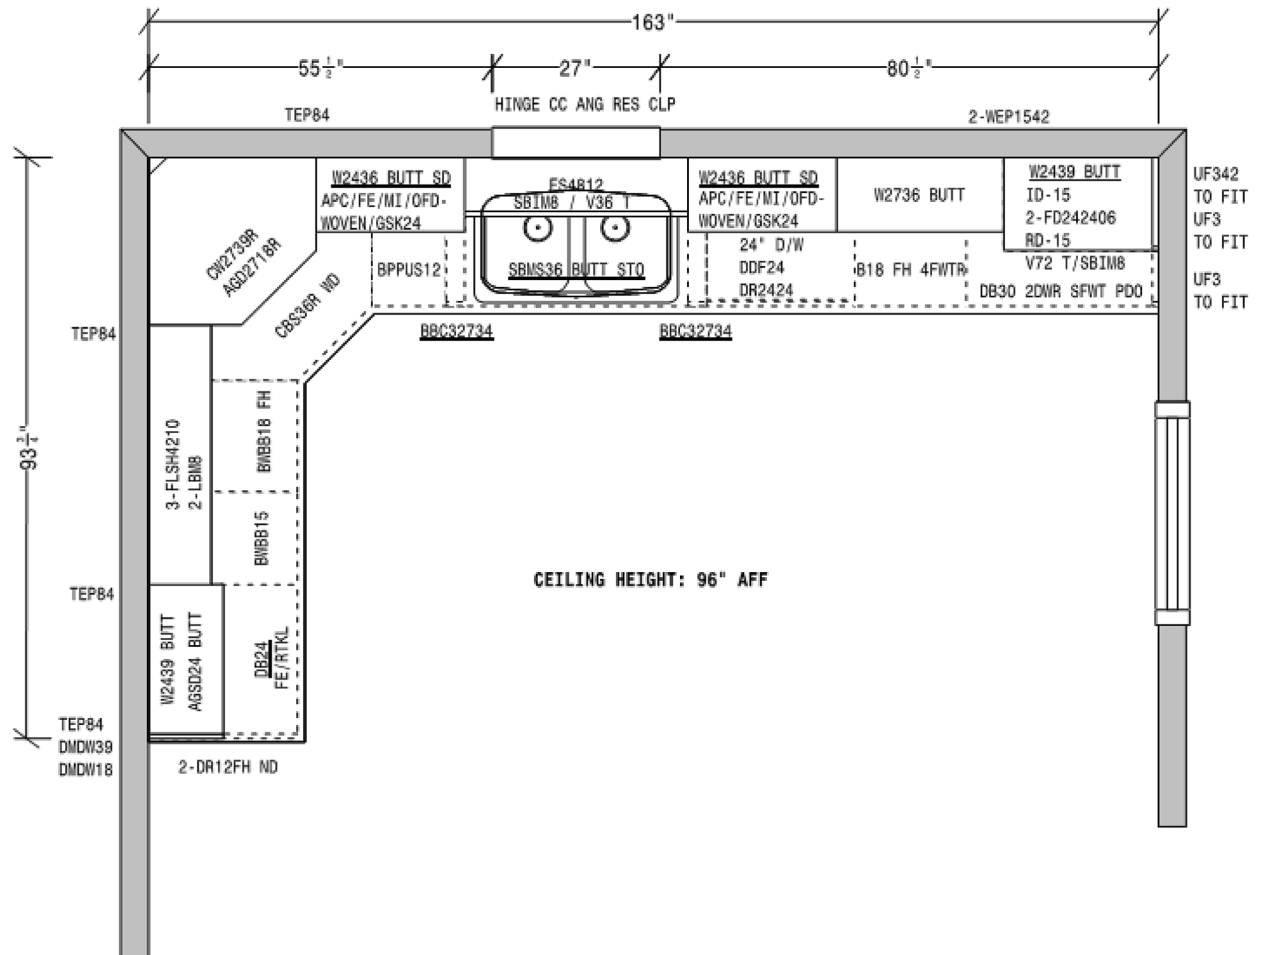 163"
55 1/2"
27"
80 1/2"
HINGE CC ANG RES CLP
TEP84
2-WEP1542
W2436 BUTT SD
APC/FE/MI/OFD-
WOVEN/GSK24
FS4812
SBIM8 / V36 T
SBMS36 BUTT STO
W2436 BUTT SD
APC/FE/MI/OFD-
WOVEN/GSK24
W2736 BUTT
W2439 BUTT
ID-15
2-FD242406
RD-15
V72 T/SBIM8
UF342
TO FIT
UF3
TO FIT
UF3
TO FIT
CW2739R
AGD2718R
CBS36R WD
BPPUS12
24" D/W
DDF24
DR2424
B18 FH 4FWTR
DB30 2DWR SFWT PDO
BBC32734
BBC32734
TEP84
93 3/4"
3-FLSH4210
2-LBM8
BWBB18 FH
BWBB15
CEILING HEIGHT: 96" AFF
TEP84
W2439 BUTT
AGSD24 BUTT
DB24
FE/RTKL
TEP84
DMDW39
DMDW18
2-DR12FH ND